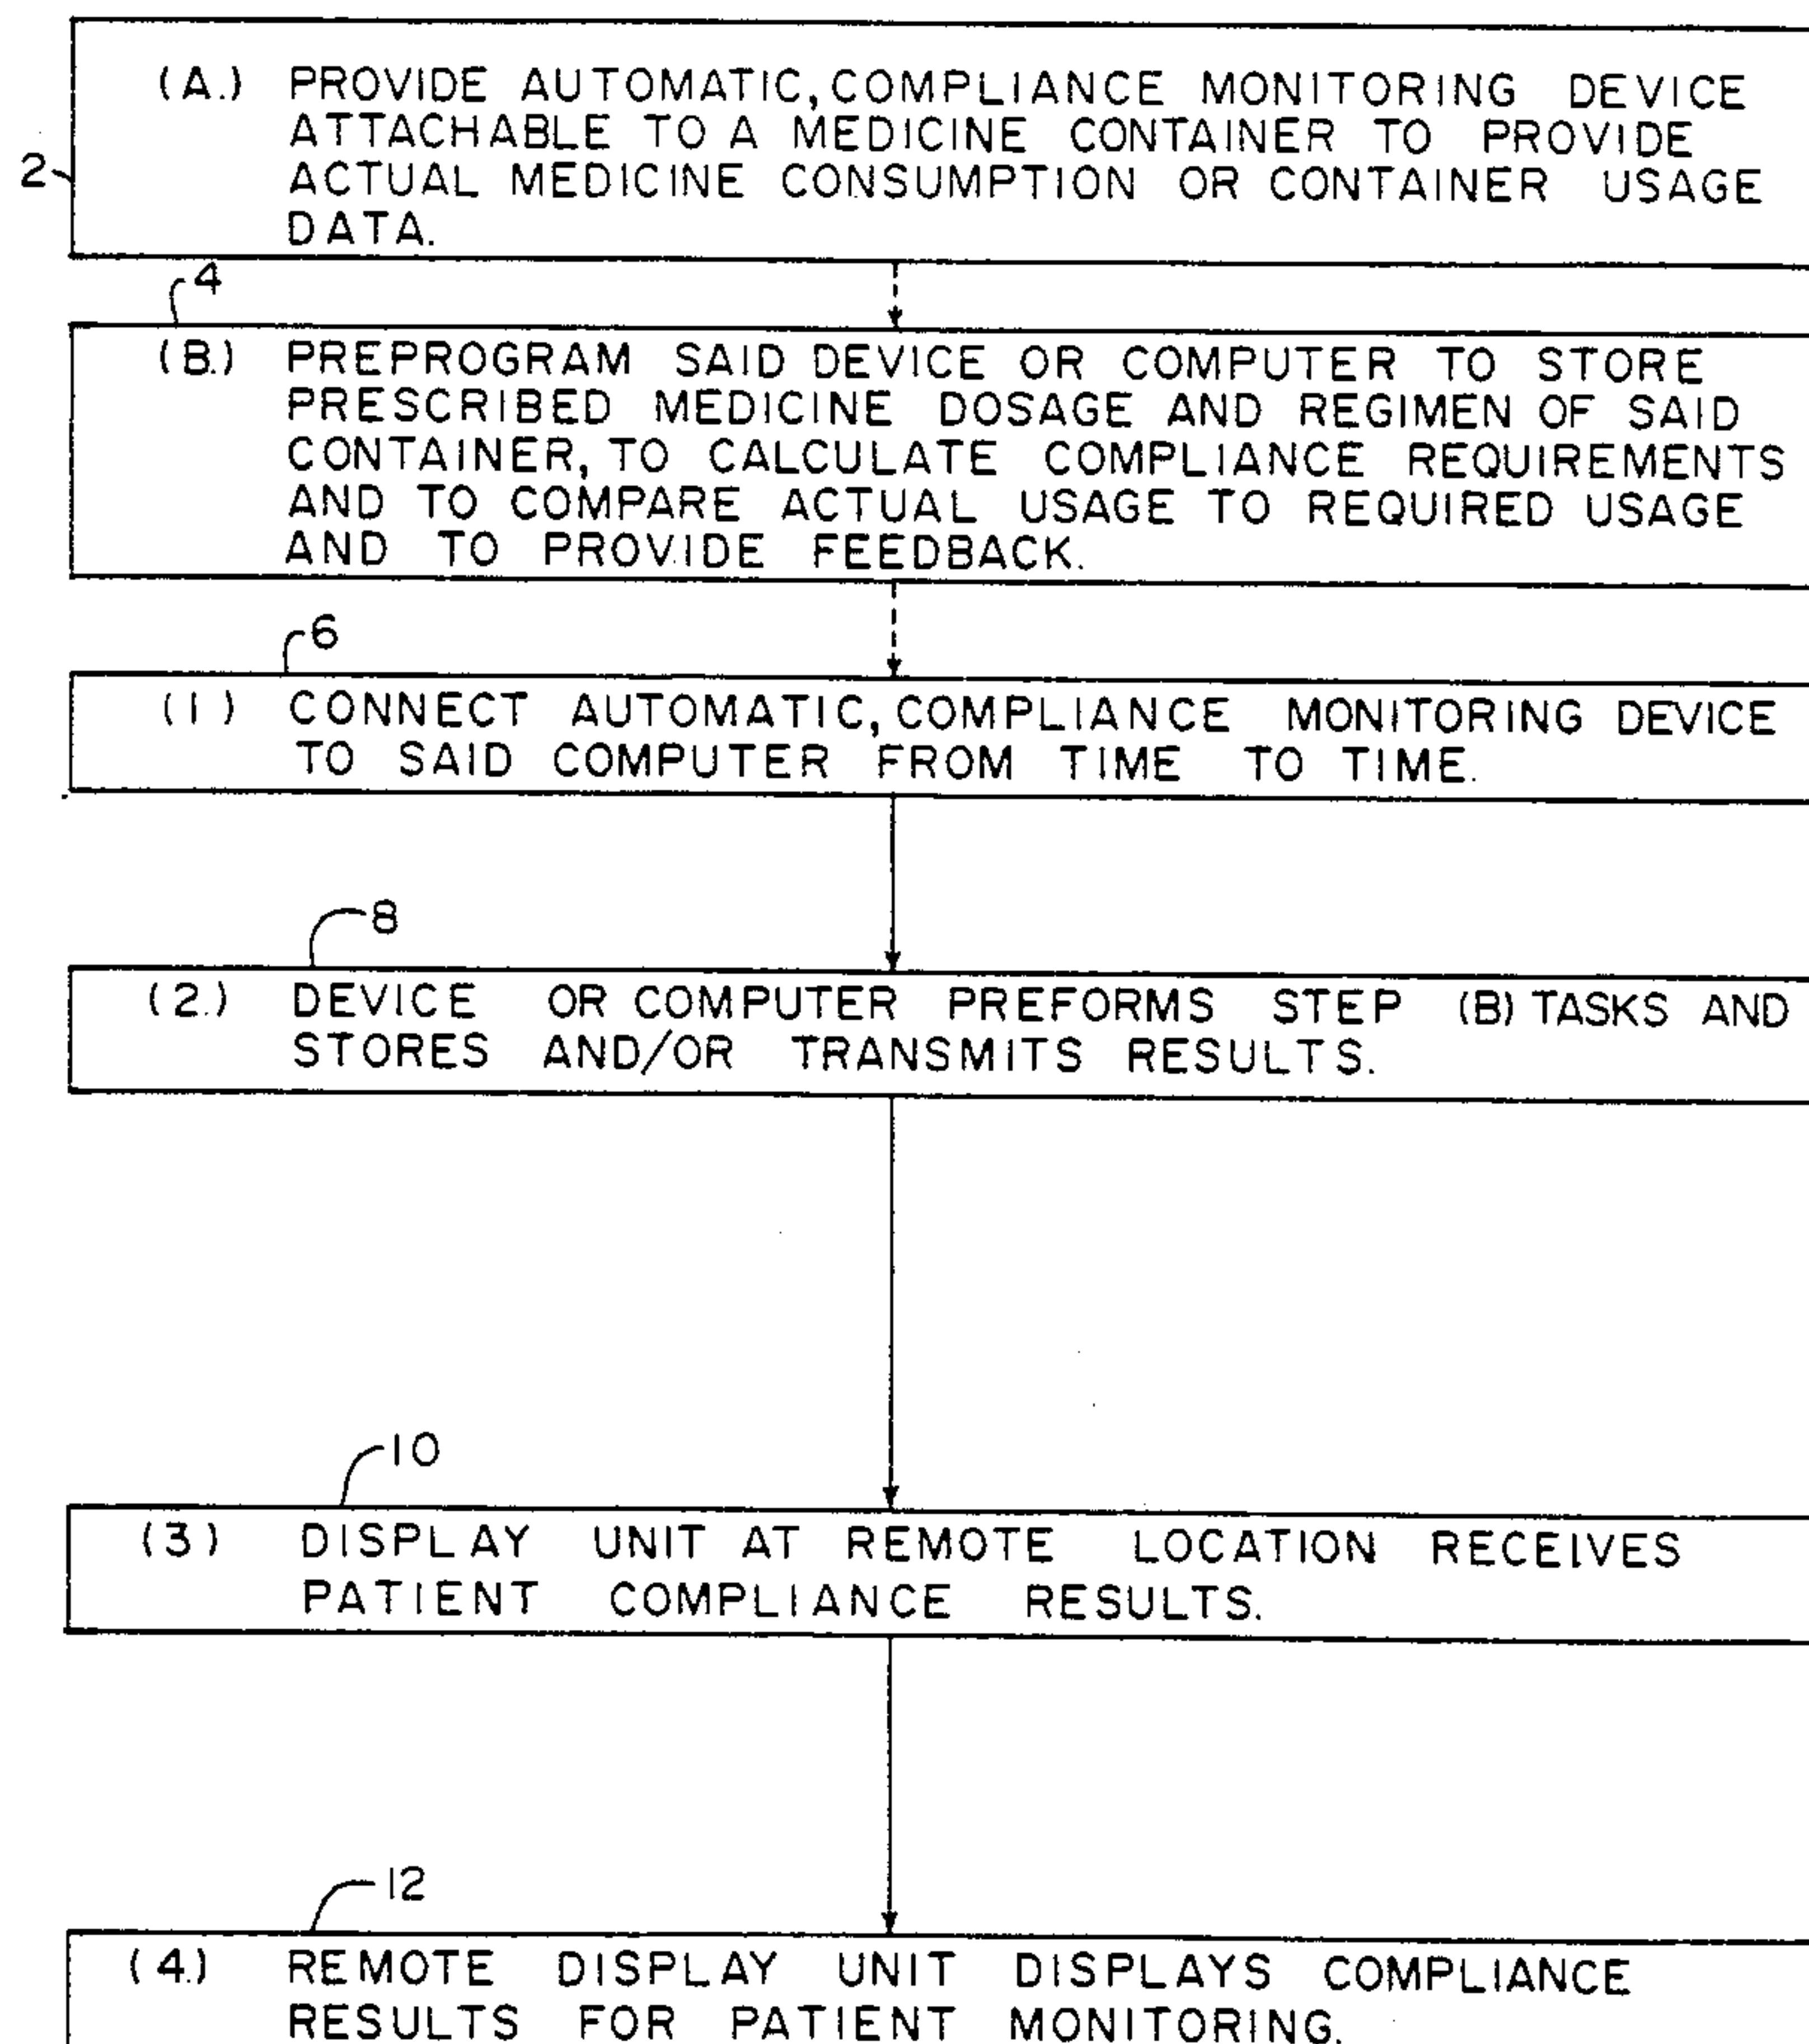 (A.) PROVIDE AUTOMATIC, COMPLIANCE MONITORING DEVICE
ATTACHABLE TO A MEDICINE CONTAINER TO PROVIDE
2
ACTUAL MEDICINE CONSUMPTION OR CONTAINER USAGE
DATA.
4
(B.) PREPROGRAM SAID DEVICE OR COMPUTER TO STORE
PRESCRIBED MEDICINE DOSAGE AND REGIMEN OF SAID
CONTAINER, TO CALCULATE COMPLIANCE REQUIREMENTS
AND TO COMPARE ACTUAL USAGE TO REQUIRED USAGE
AND TO PROVIDE FEEDBACK.
6
(1) CONNECT AUTOMATIC, COMPLIANCE MONITORING DEVICE
TO SAID COMPUTER FROM TIME TO TIME.
8
(2.) DEVICE OR COMPUTER PREFORMS STEP (B) TASKS AND
STORES AND/OR TRANSMITS RESULTS.
10
(3) DISPLAY UNIT AT REMOTE LOCATION RECEIVES
PATIENT COMPLIANCE RESULTS.
12
(4.) REMOTE DISPLAY UNIT DISPLAYS COMPLIANCE
RESULTS FOR PATIENT MONITORING.